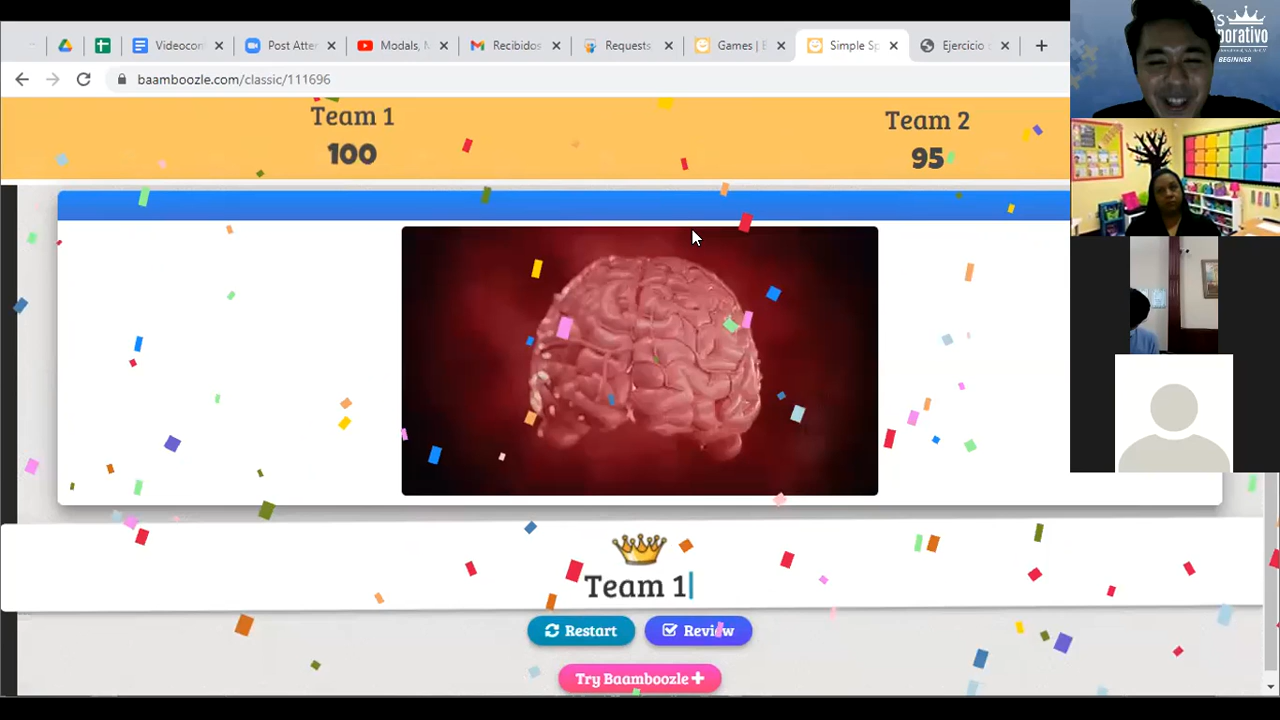 Videocon
Post Atter
Modals, M
Recibidos
Requests
Games | B
Simple Sp
Ejercicio
baamboozle.com/classic/111696
Team 1
100
Team 2
95
BEGINNER
Team 1
Restart
Review
Try Baamboozle+